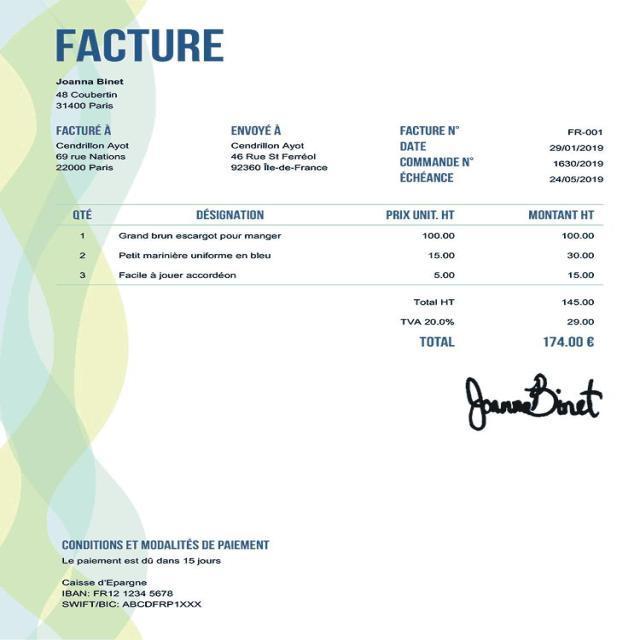 FACTURE
Joanna Binet
48 Coubertin
31400 Paris
FACTURÉ À
Cendrillon Ayot
69 rue Nations
22000 Paris
ENVOYÉ À
Cendrillon Ayot
46 Rue St Ferréol
92360 Île-de-France
FACTURE N° FR-001
DATE 29/01/2019
COMMANDE N° 1630/2019
ÉCHÉANCE 24/05/2019
QTÉ DÉSIGNATION PRIX UNIT. HT MONTANT HT
1 Grand brun escargot pour manger 100.00 100.00
2 Petit marinière uniforme en bleu 15.00 30.00
3 Facile à jouer accordéon 5.00 15.00
Total HT 145.00
TVA 20.0% 29.00
TOTAL 174.00 €
Joanna Binet
CONDITIONS ET MODALITÉS DE PAIEMENT
Le paiement est dû dans 15 jours
Caisse d'Epargne
IBAN: FR12 1234 5678
SWIFT/BIC: ABCDFRP1XXX